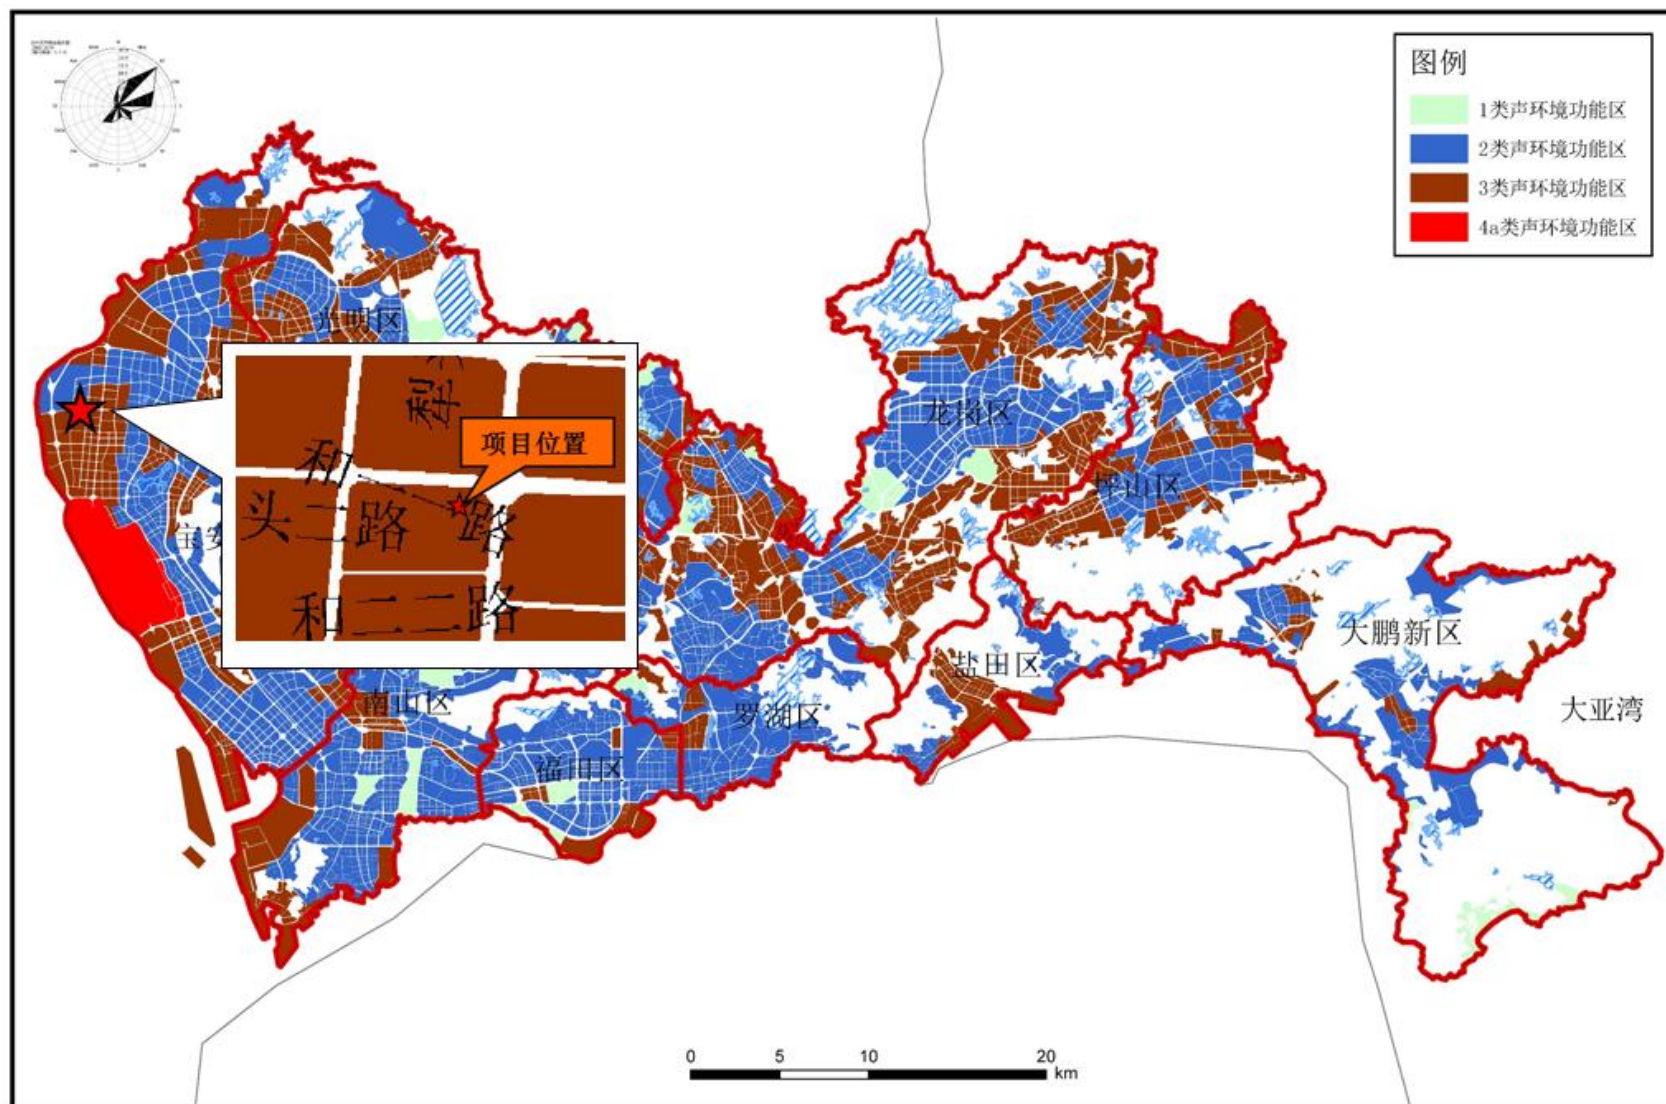 图例
1类声环境功能区
2类声环境功能区
3类声环境功能区
4a类声环境功能区
光明区
龙岗区
坪山区
宝安
大鹏新区
盐田区
大亚湾
南山区
罗湖区
福田区
项目位置
和
头二路 路
和二二路
0 5 10 20
km